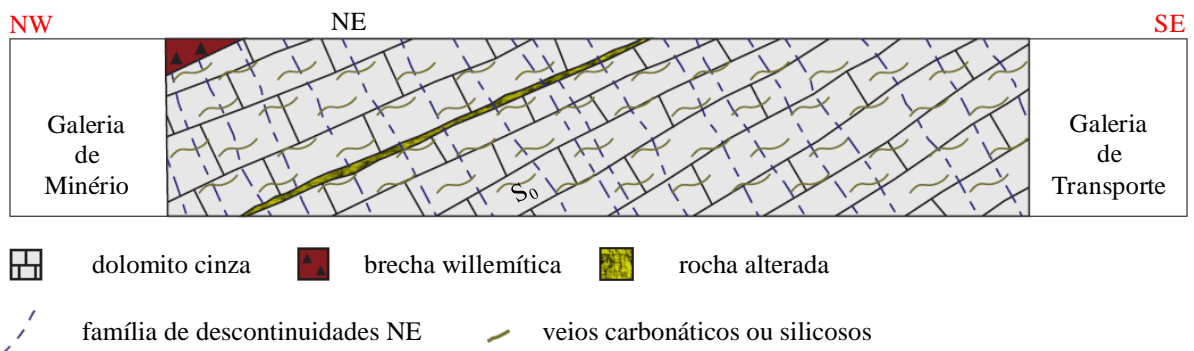 NW NE SE
Galeria
de
Minério
S₀
Galeria
de
Transporte
dolomito cinza brecha willemítica rocha alterada
família de descontinuidades NE veios carbonáticos ou silicosos